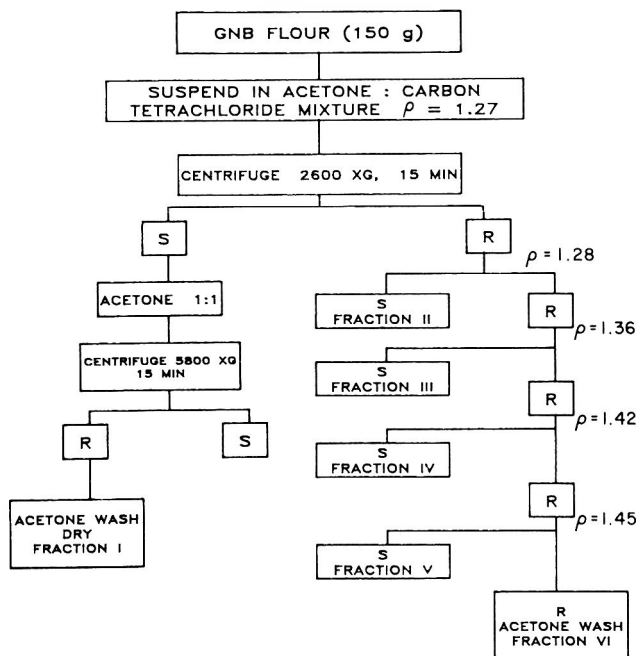 GNB FLOUR (150 g)
SUSPEND IN ACETONE : CARBON
TETRACHLORIDE MIXTURE ρ = 1.27
CENTRIFUGE 2600 XG, 15 MIN
S
R
ρ=1.28
ACETONE 1:1
S
FRACTION II
R
ρ=1.36
CENTRIFUGE 5800 XG
15 MIN
S
FRACTION III
R
ρ=1.42
R
S
S
FRACTION IV
R
ρ=1.45
ACETONE WASH
DRY
FRACTION I
S
FRACTION V
R
ACETONE WASH
FRACTION VI